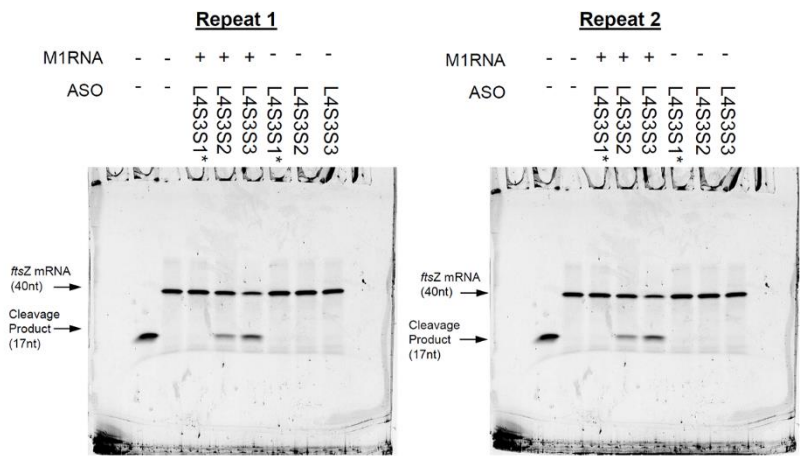 Repeat 1
M1RNA - - + + + - - -
ASO - - L4S3S1* L4S3S2 L4S3S3 L4S3S1* L4S3S2 L4S3S3
ftsZ mRNA
(40nt)
Cleavage
Product
(17nt)
Repeat 2
M1RNA - - + + + - - -
ASO - - L4S3S1* L4S3S2 L4S3S3 L4S3S1* L4S3S2 L4S3S3
ftsZ mRNA
(40nt)
Cleavage
Product
(17nt)